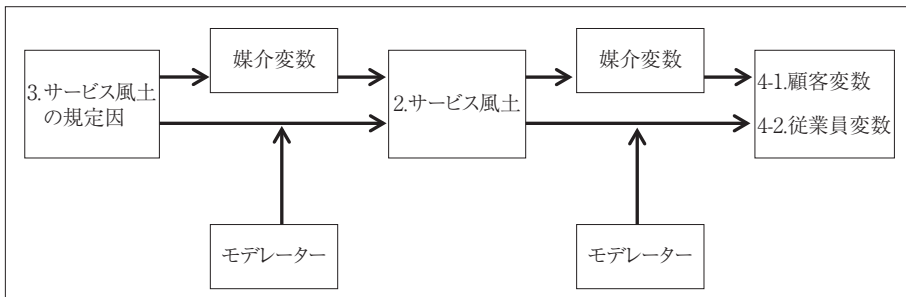 媒介変数
媒介変数
3.サービス風土
の規定因
2.サービス風土
4-1.顧客変数
4-2.従業員変数
モデレーター
モデレーター